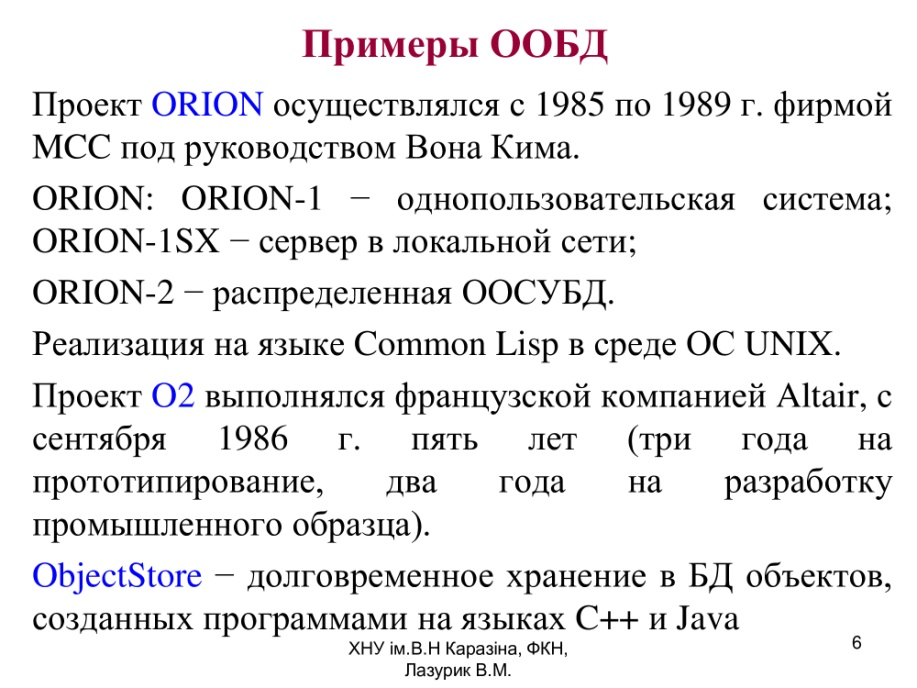 Примеры ООБД
Проект ORION осуществлялся с 1985 по 1989 г. фирмой
МСС под руководством Вона Кима.
ORION: ORION-1 − однопользовательская система;
ORION-1SX − сервер в локальной сети;
ORION-2 − распределенная ООСУБД.
Реализация на языке Common Lisp в среде ОС UNIX.
Проект О2 выполнялся французской компанией Altair, с
сентября 1986 г. пять лет (три года на
прототипирование, два года на разработку
промышленного образца).
ObjectStore − долговременное хранение в БД объектов,
созданных программами на языках С++ и Java
ХНУ ім.В.Н Каразіна, ФКН,
Лазурик В.М.
6